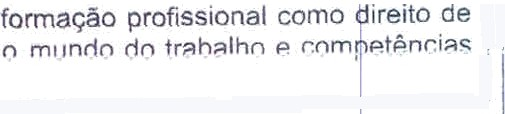 formação profissional como direito de
o mundo do trabalho e competências